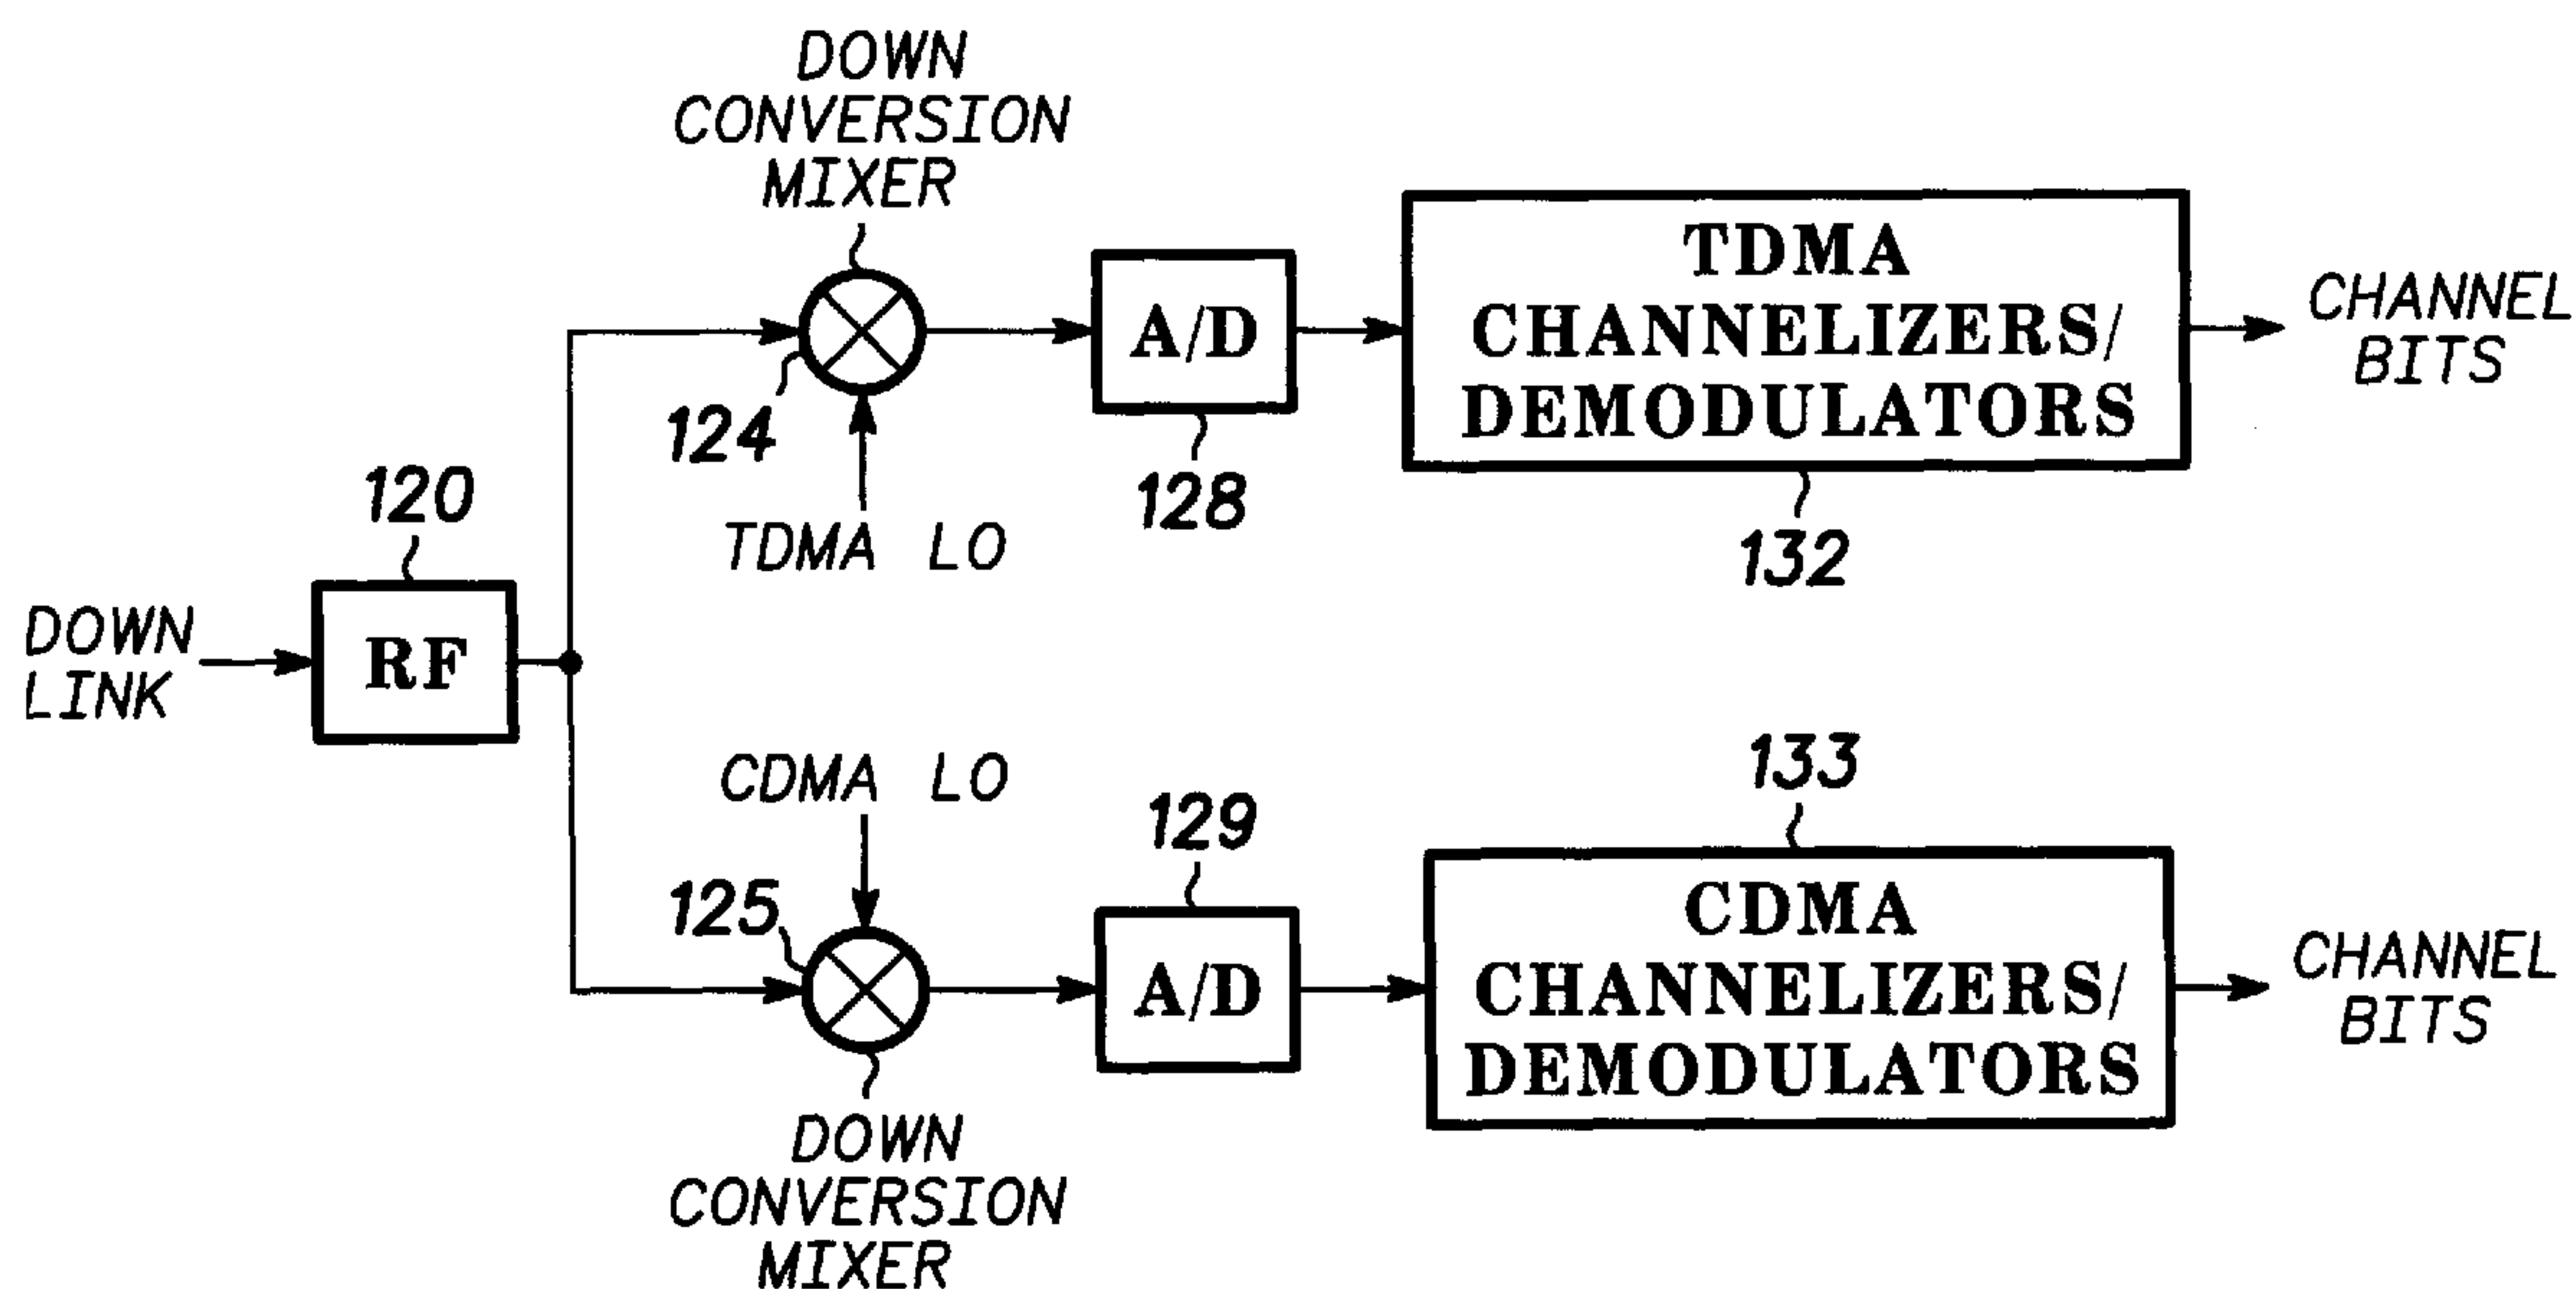 DOWN
CONVERSION
MIXER
124
TDMA LO
A/D
128
TDMA
CHANNELIZERS/
DEMODULATORS
132
CHANNEL
BITS
DOWN
LINK
120
RF
CDMA LO
125
DOWN
CONVERSION
MIXER
129
A/D
133
CDMA
CHANNELIZERS/
DEMODULATORS
CHANNEL
BITS